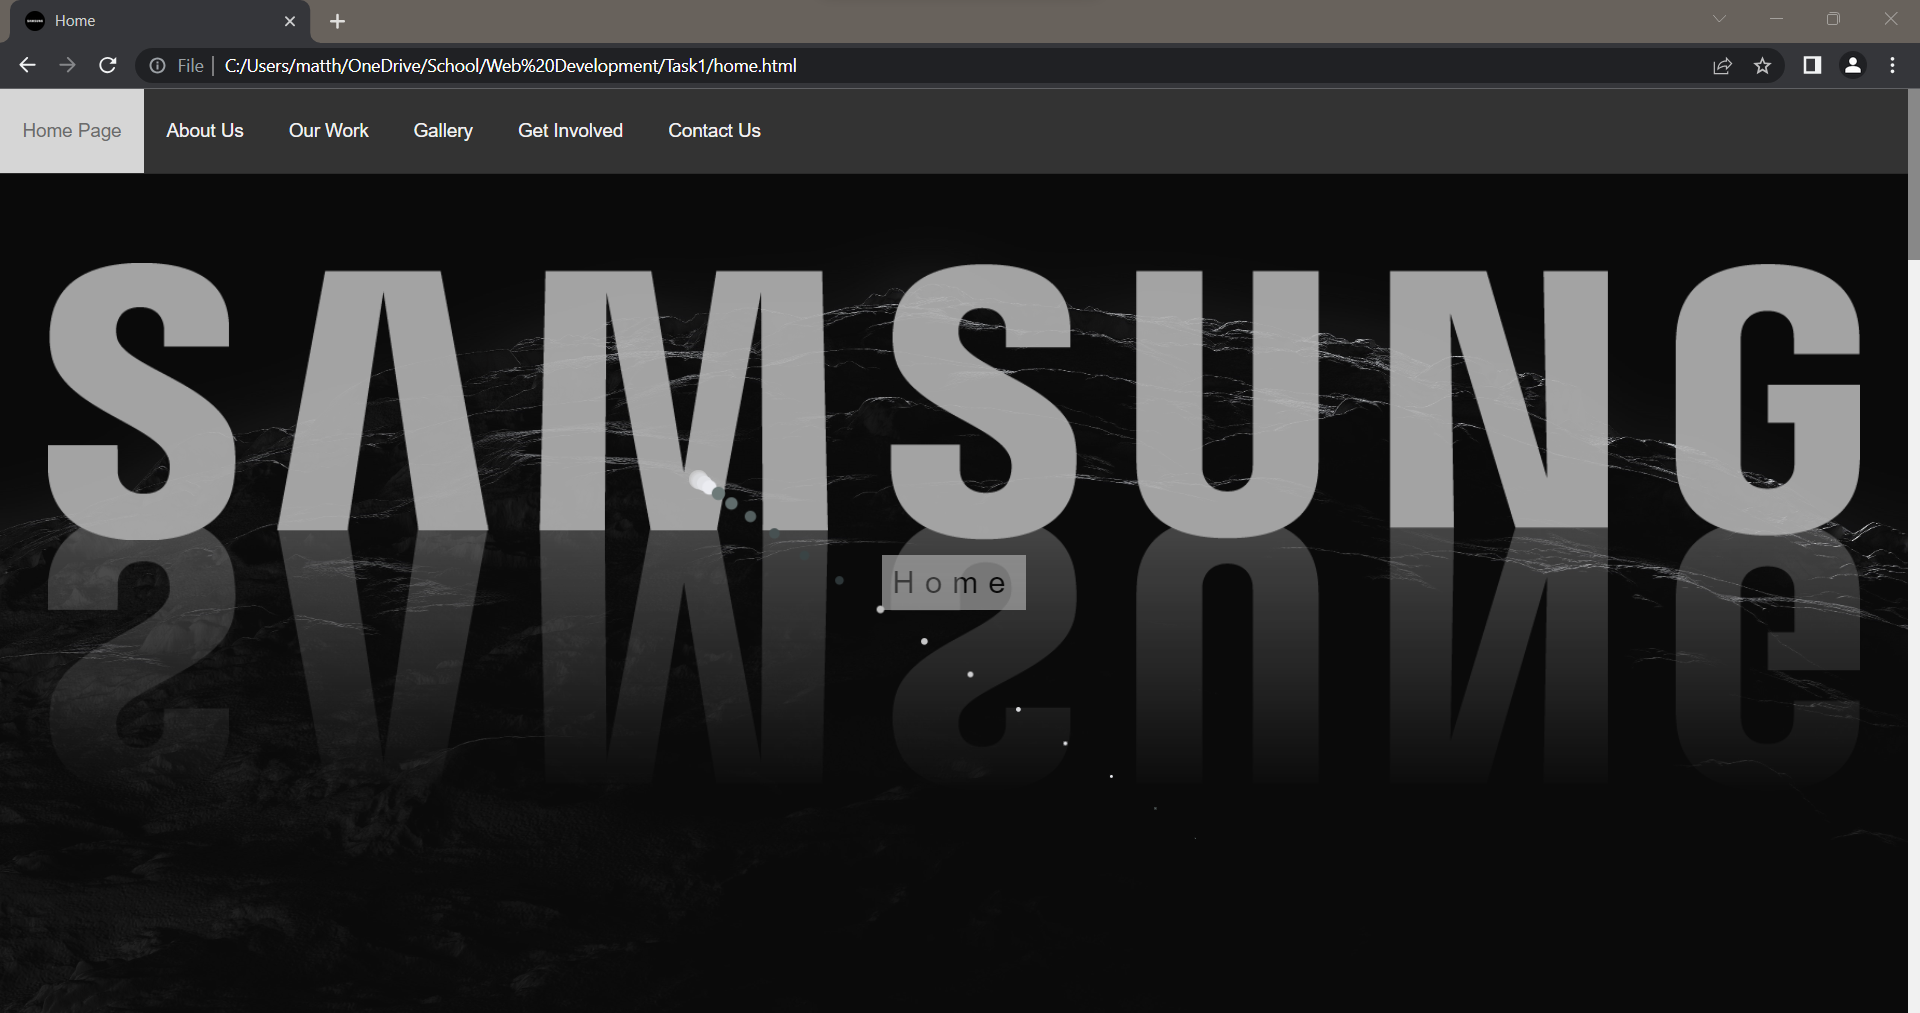 Home
File
C:/Users/matth/OneDrive/School/Web%20Development/Task1/home.html
Home Page
About Us
Our Work
Gallery
Get Involved
Contact Us
SAMSUNG
Home